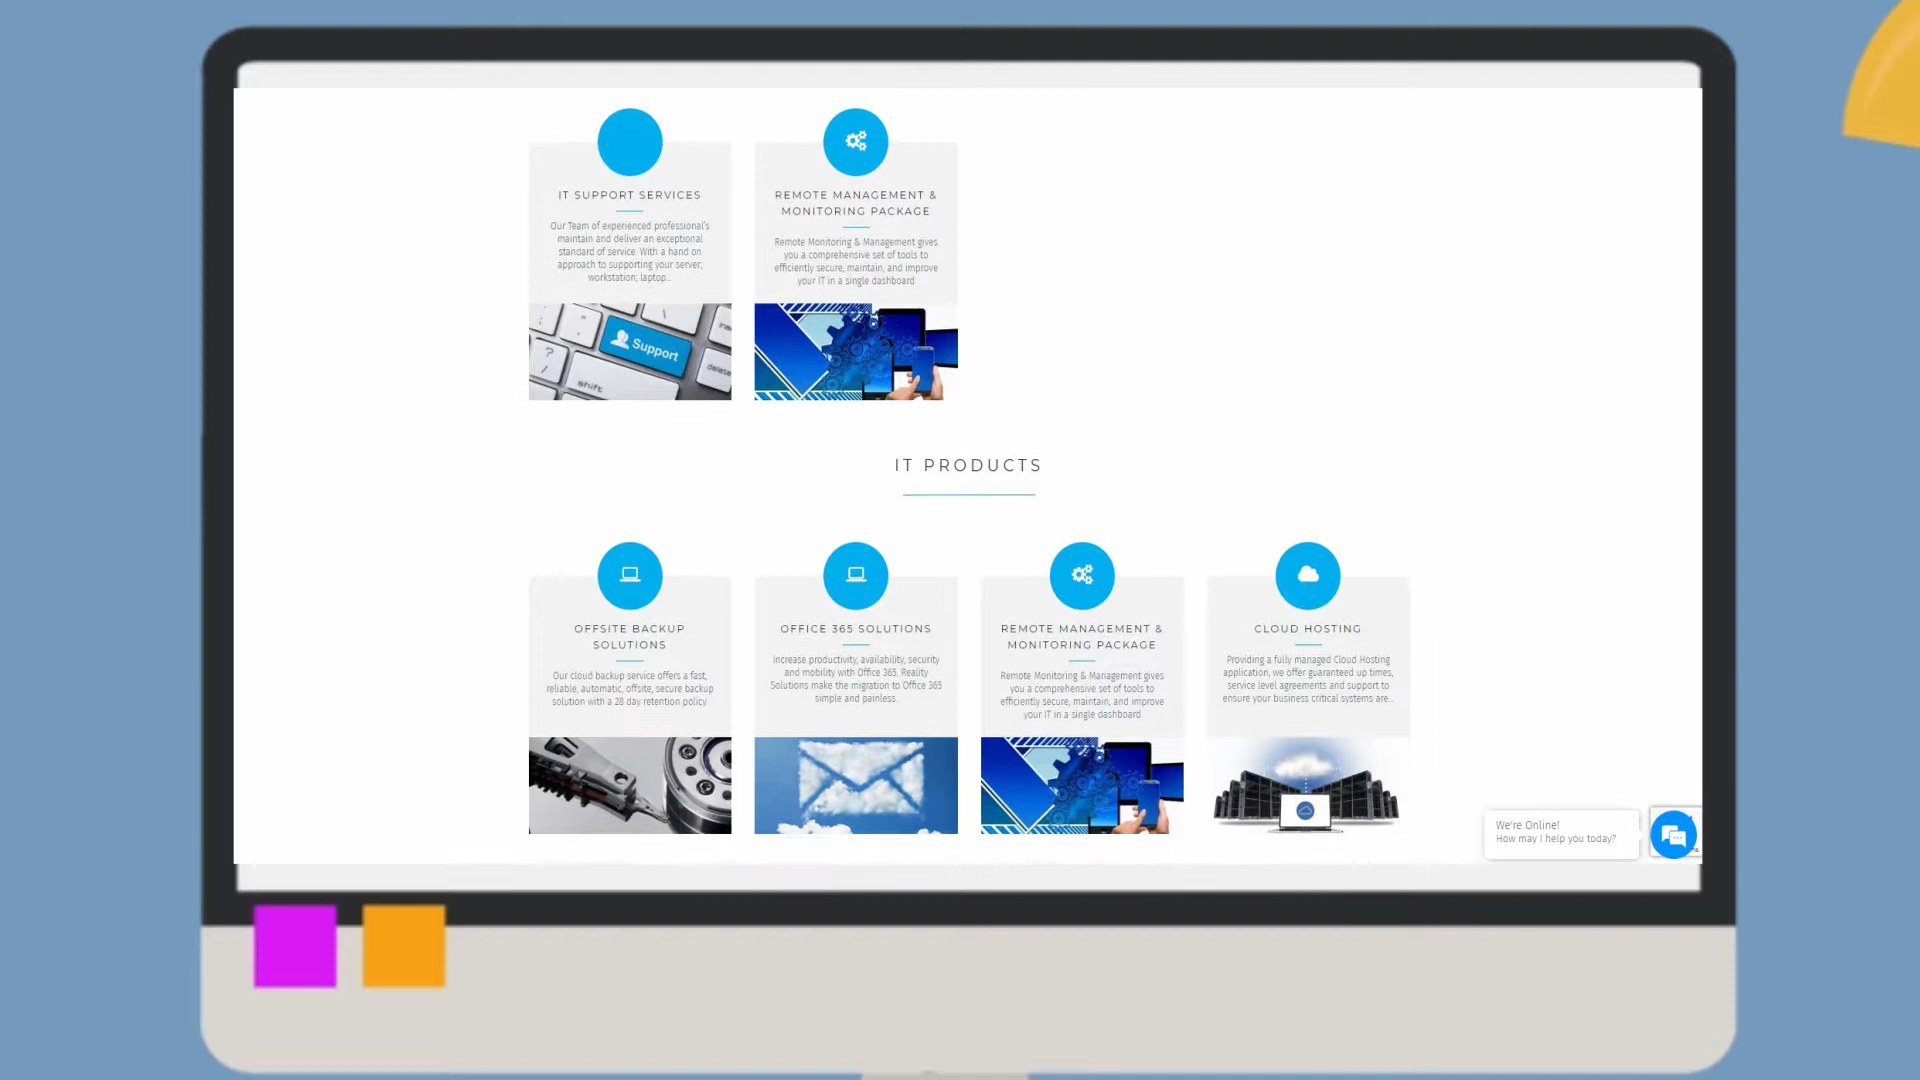 IT SUPPORT SERVICES
Our Team of experienced professional's
maintain and deliver an exceptional
standard of service. With a hand on
approach to supporting your server,
workstation, laptop...
Support
shift
delete
REMOTE MANAGEMENT &
MONITORING PACKAGE
Remote Monitoring & Management gives
you a comprehensive set of tools to
efficiently secure, maintain, and improve
your IT in a single dashboard
IT PRODUCTS
OFFSITE BACKUP
SOLUTIONS
Our cloud backup service offers a fast,
reliable, automatic, offsite, secure backup
solution with a 28 day retention policy.
OFFICE 365 SOLUTIONS
Increase productivity, availability, security
and mobility with Office 365. Reality
Solutions make the migration to Office 365
simple and painless.
REMOTE MANAGEMENT &
MONITORING PACKAGE
Remote Monitoring & Management gives
you a comprehensive set of tools to
efficiently secure, maintain, and improve
your IT in a single dashboard
CLOUD HOSTING
Providing a fully managed Cloud Hosting
application, we offer guaranteed up times,
service level agreements and support to
ensure your business critical systems are...
We're Online!
How may I help you today?